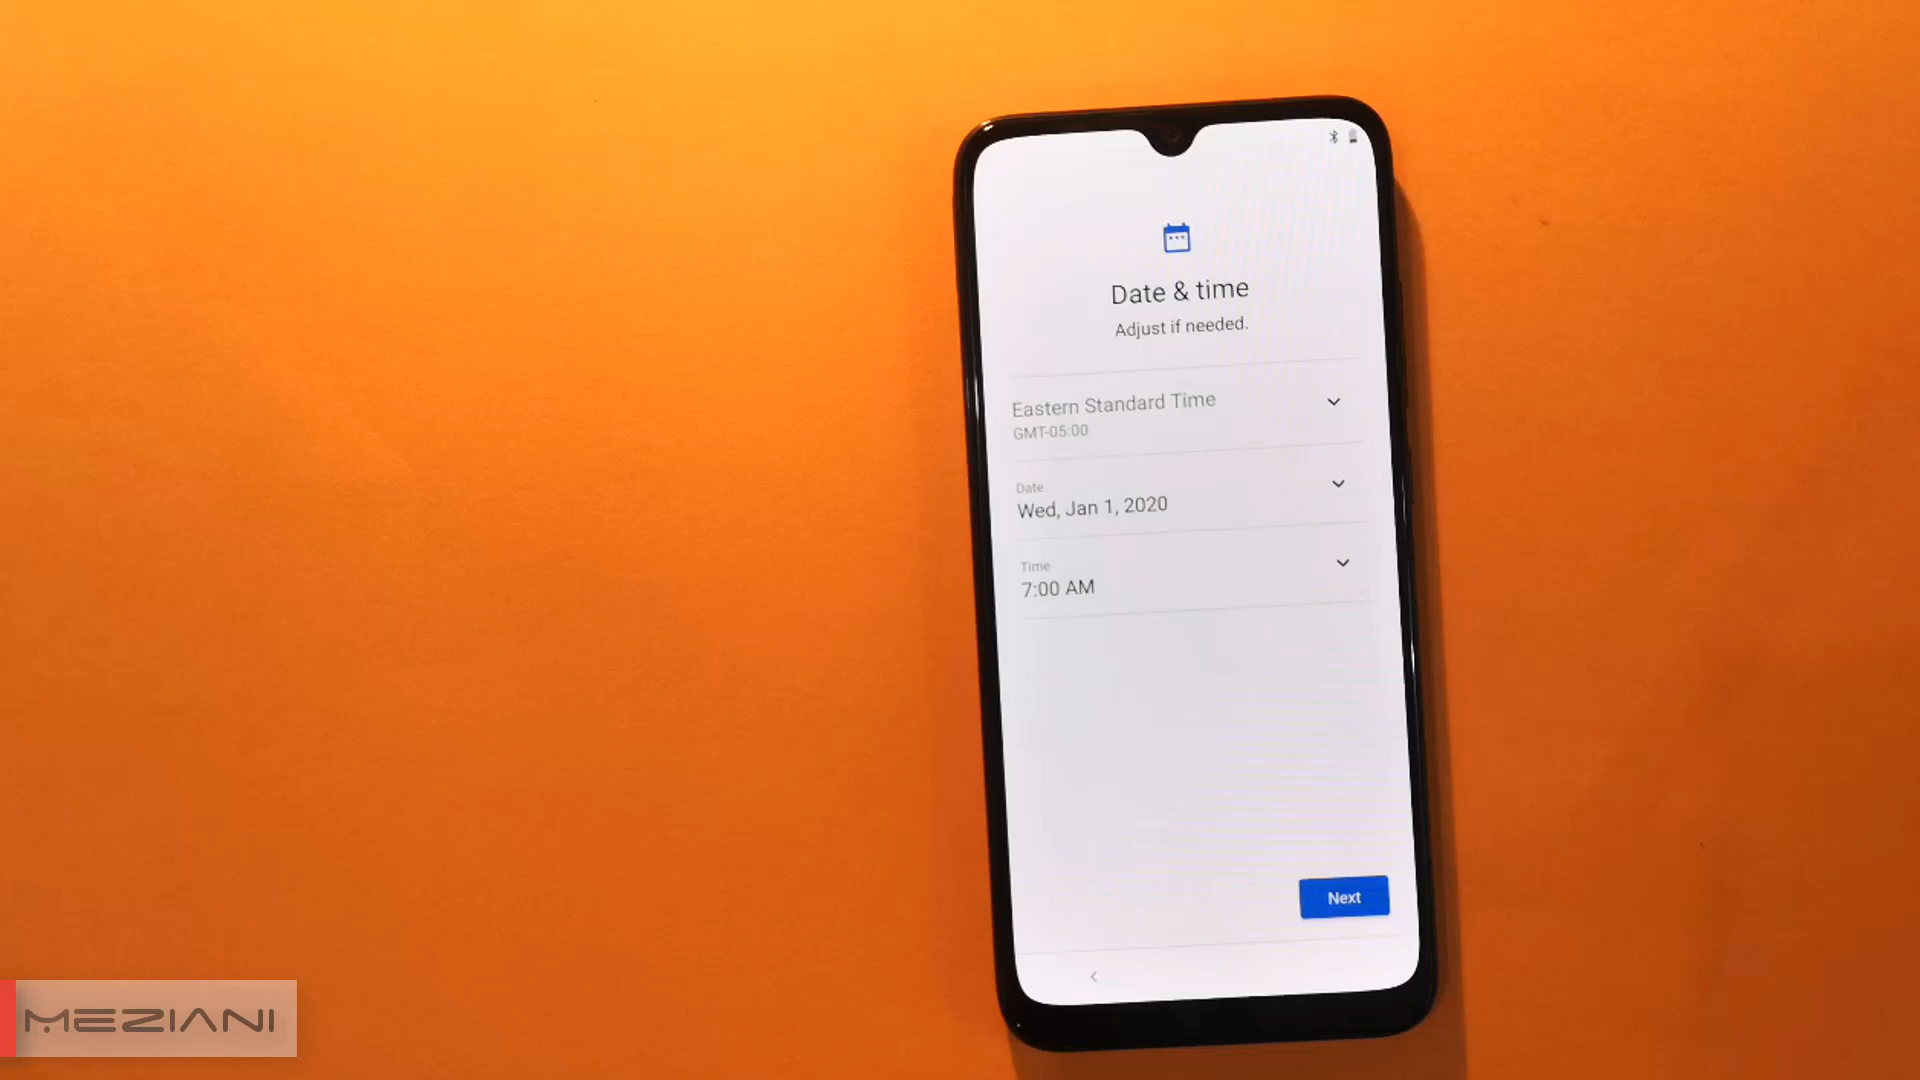 Date & time
Adjust if needed.
Eastern Standard Time
GMT-05:00
Date
Wed, Jan 1, 2020
Time
7:00 AM
Next
MEZIANI